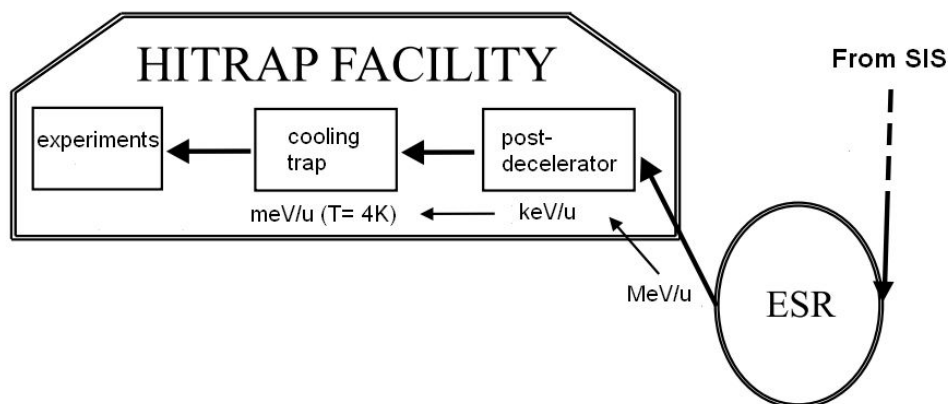 HITRAP FACILITY
From SIS
experiments
cooling
trap
post-
decelerator
meV/u (T= 4K)
keV/u
MeV/u
ESR